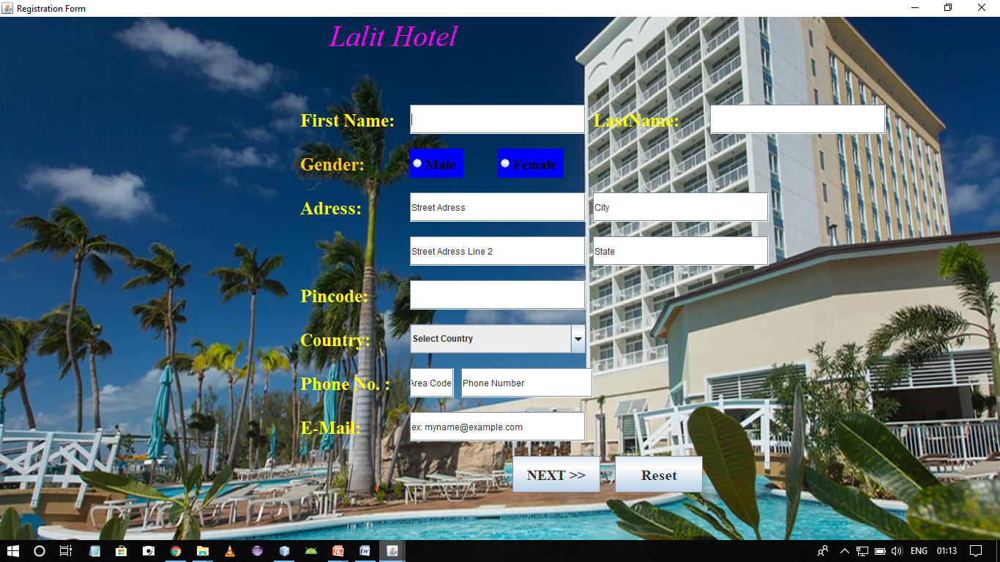 Registration Form
Lalit Hotel
First Name: LastName:
Gender: Male Female
Adress: Street Adress City
Street Adress Line 2 State
Pincode:
Country: Select Country
Phone No. : Area Code Phone Number
E-Mail: ex: myname@example.com
NEXT >> Reset
ENG 01:13